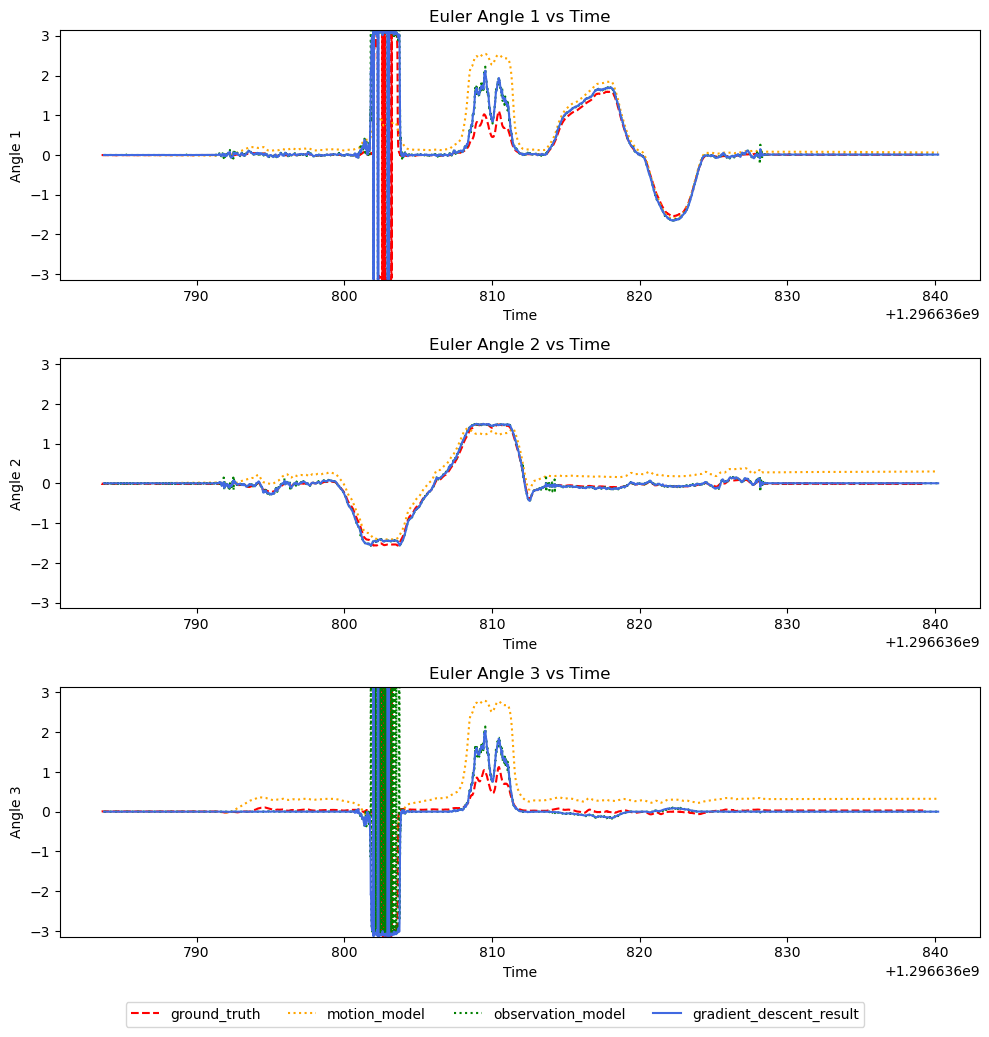 Euler Angle 1 vs Time
3
2
1
0
−1
−2
−3
Angle 1
790 800 810 820 830 840
Time
+1.296636e9
Euler Angle 2 vs Time
3
2
1
0
−1
−2
−3
Angle 2
790 800 810 820 830 840
Time
+1.296636e9
Euler Angle 3 vs Time
3
2
1
0
−1
−2
−3
Angle 3
790 800 810 820 830 840
Time
+1.296636e9
ground_truth motion_model observation_model gradient_descent_result